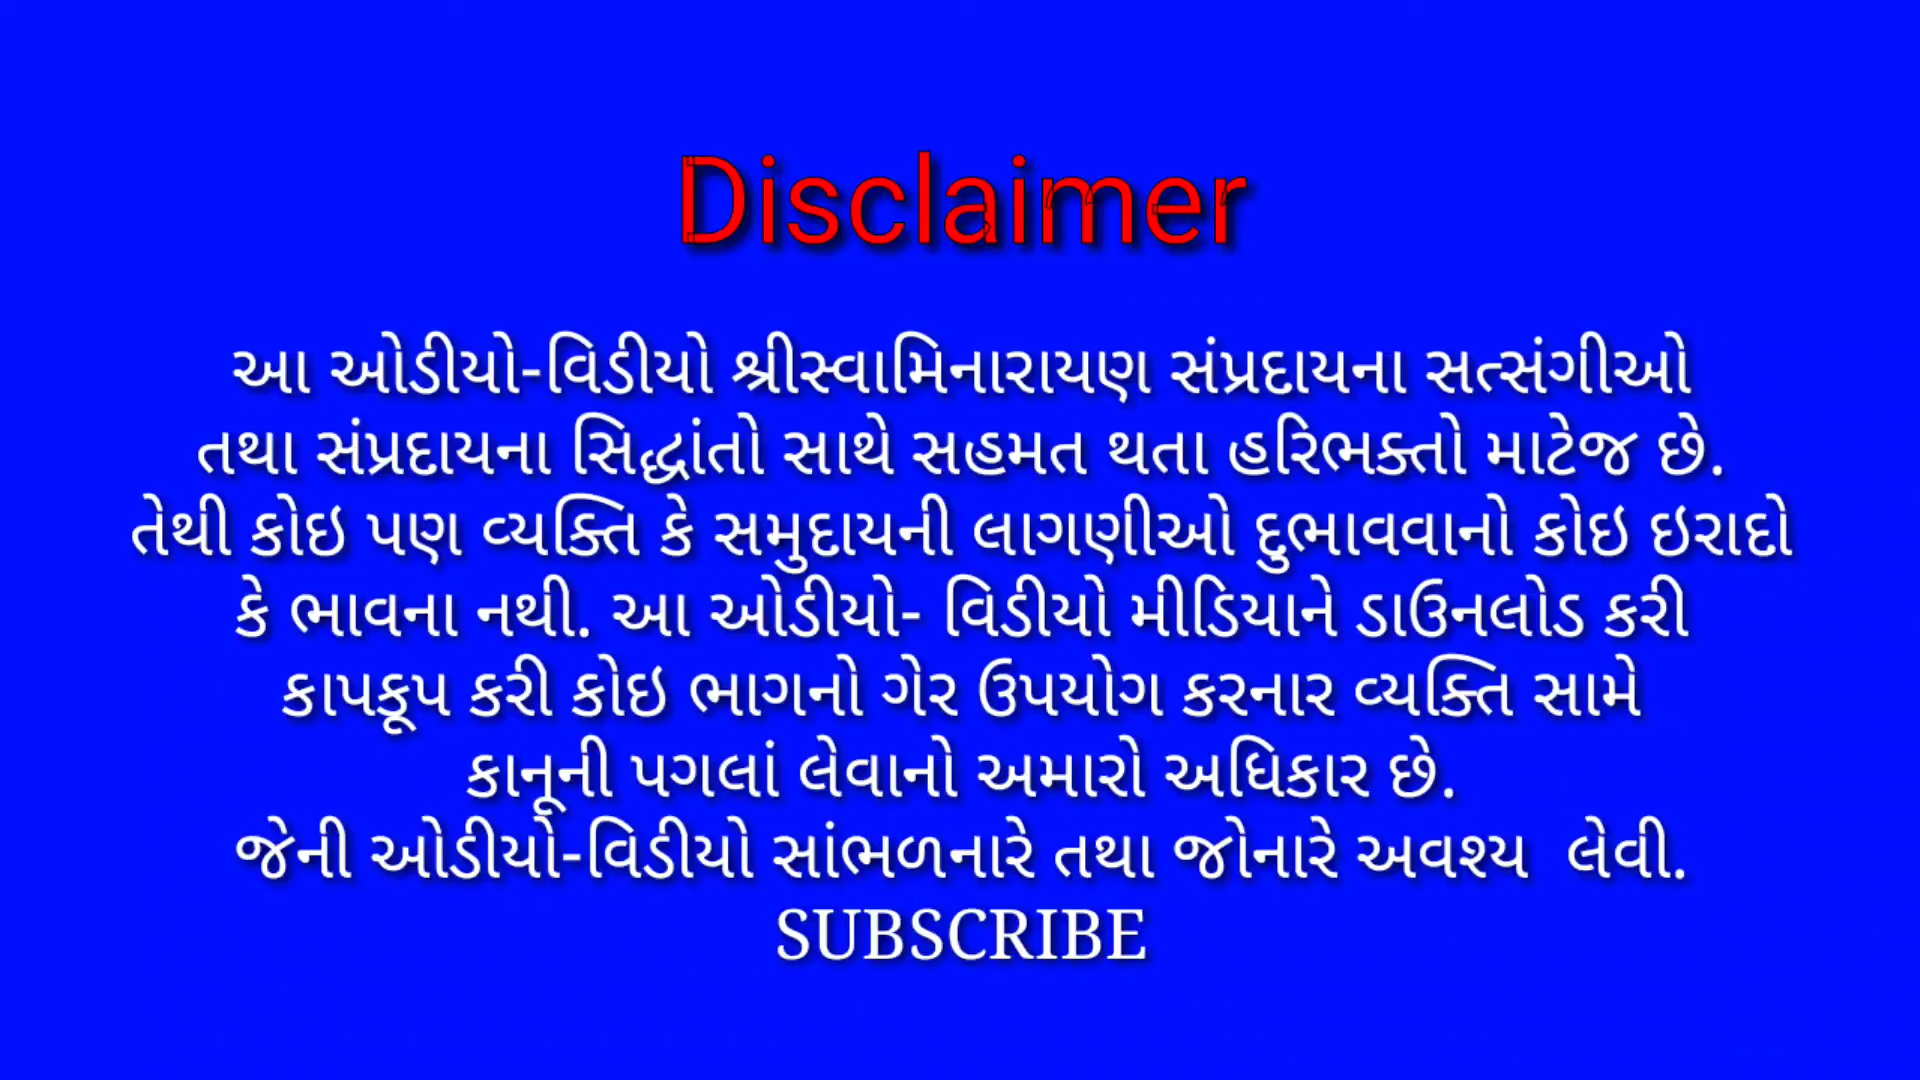 Disclaimer
આ ઓડીયો-વિડીયો શ્રીસ્વામિનારાયણ સંપ્રદાયના સત્સંગીઓ
તથા સંપ્રદાયના સિદ્ધાંતો સાથે સહમત થતા હરિભક્તો માટેજ છે.
તેથી કોઇ પણ વ્યક્તિ કે સમુદાયની લાગણીઓ દુભાવવાનો કોઇ ઇરાદો
કે ભાવના નથી. આ ઓડીયો- વિડીયો મીડિયાને ડાઉનલોડ કરી
કાપકૂપ કરી કોઇ ભાગનો ગેર ઉપયોગ કરનાર વ્યક્તિ સામે
કાનૂની પગલાં લેવાનો અમારો અધિકાર છે.
જેની ઓડીયો-વિડીયો સાંભળનારે તથા જોનારે અવશ્ય  લેવી.
SUBSCRIBE